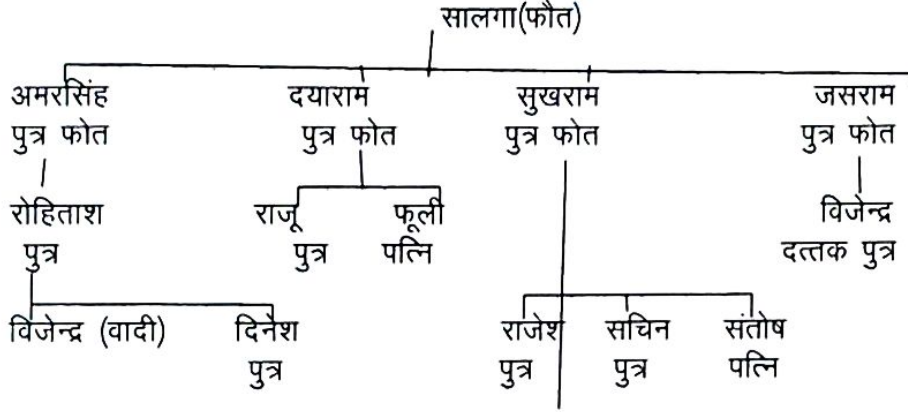 सालगा(फौत)
अमरसिंह दयाराम सुखराम जसराम
पुत्र फोत पुत्र फोत पुत्र फोत पुत्र फोत
रोहिताश राजू फूली विजेन्द्र
पुत्र पुत्र पत्नि दत्तक पुत्र
विजेन्द्र (वादी) दिनेश राजेश सचिन संतोष
पुत्र पुत्र पुत्र पत्नि